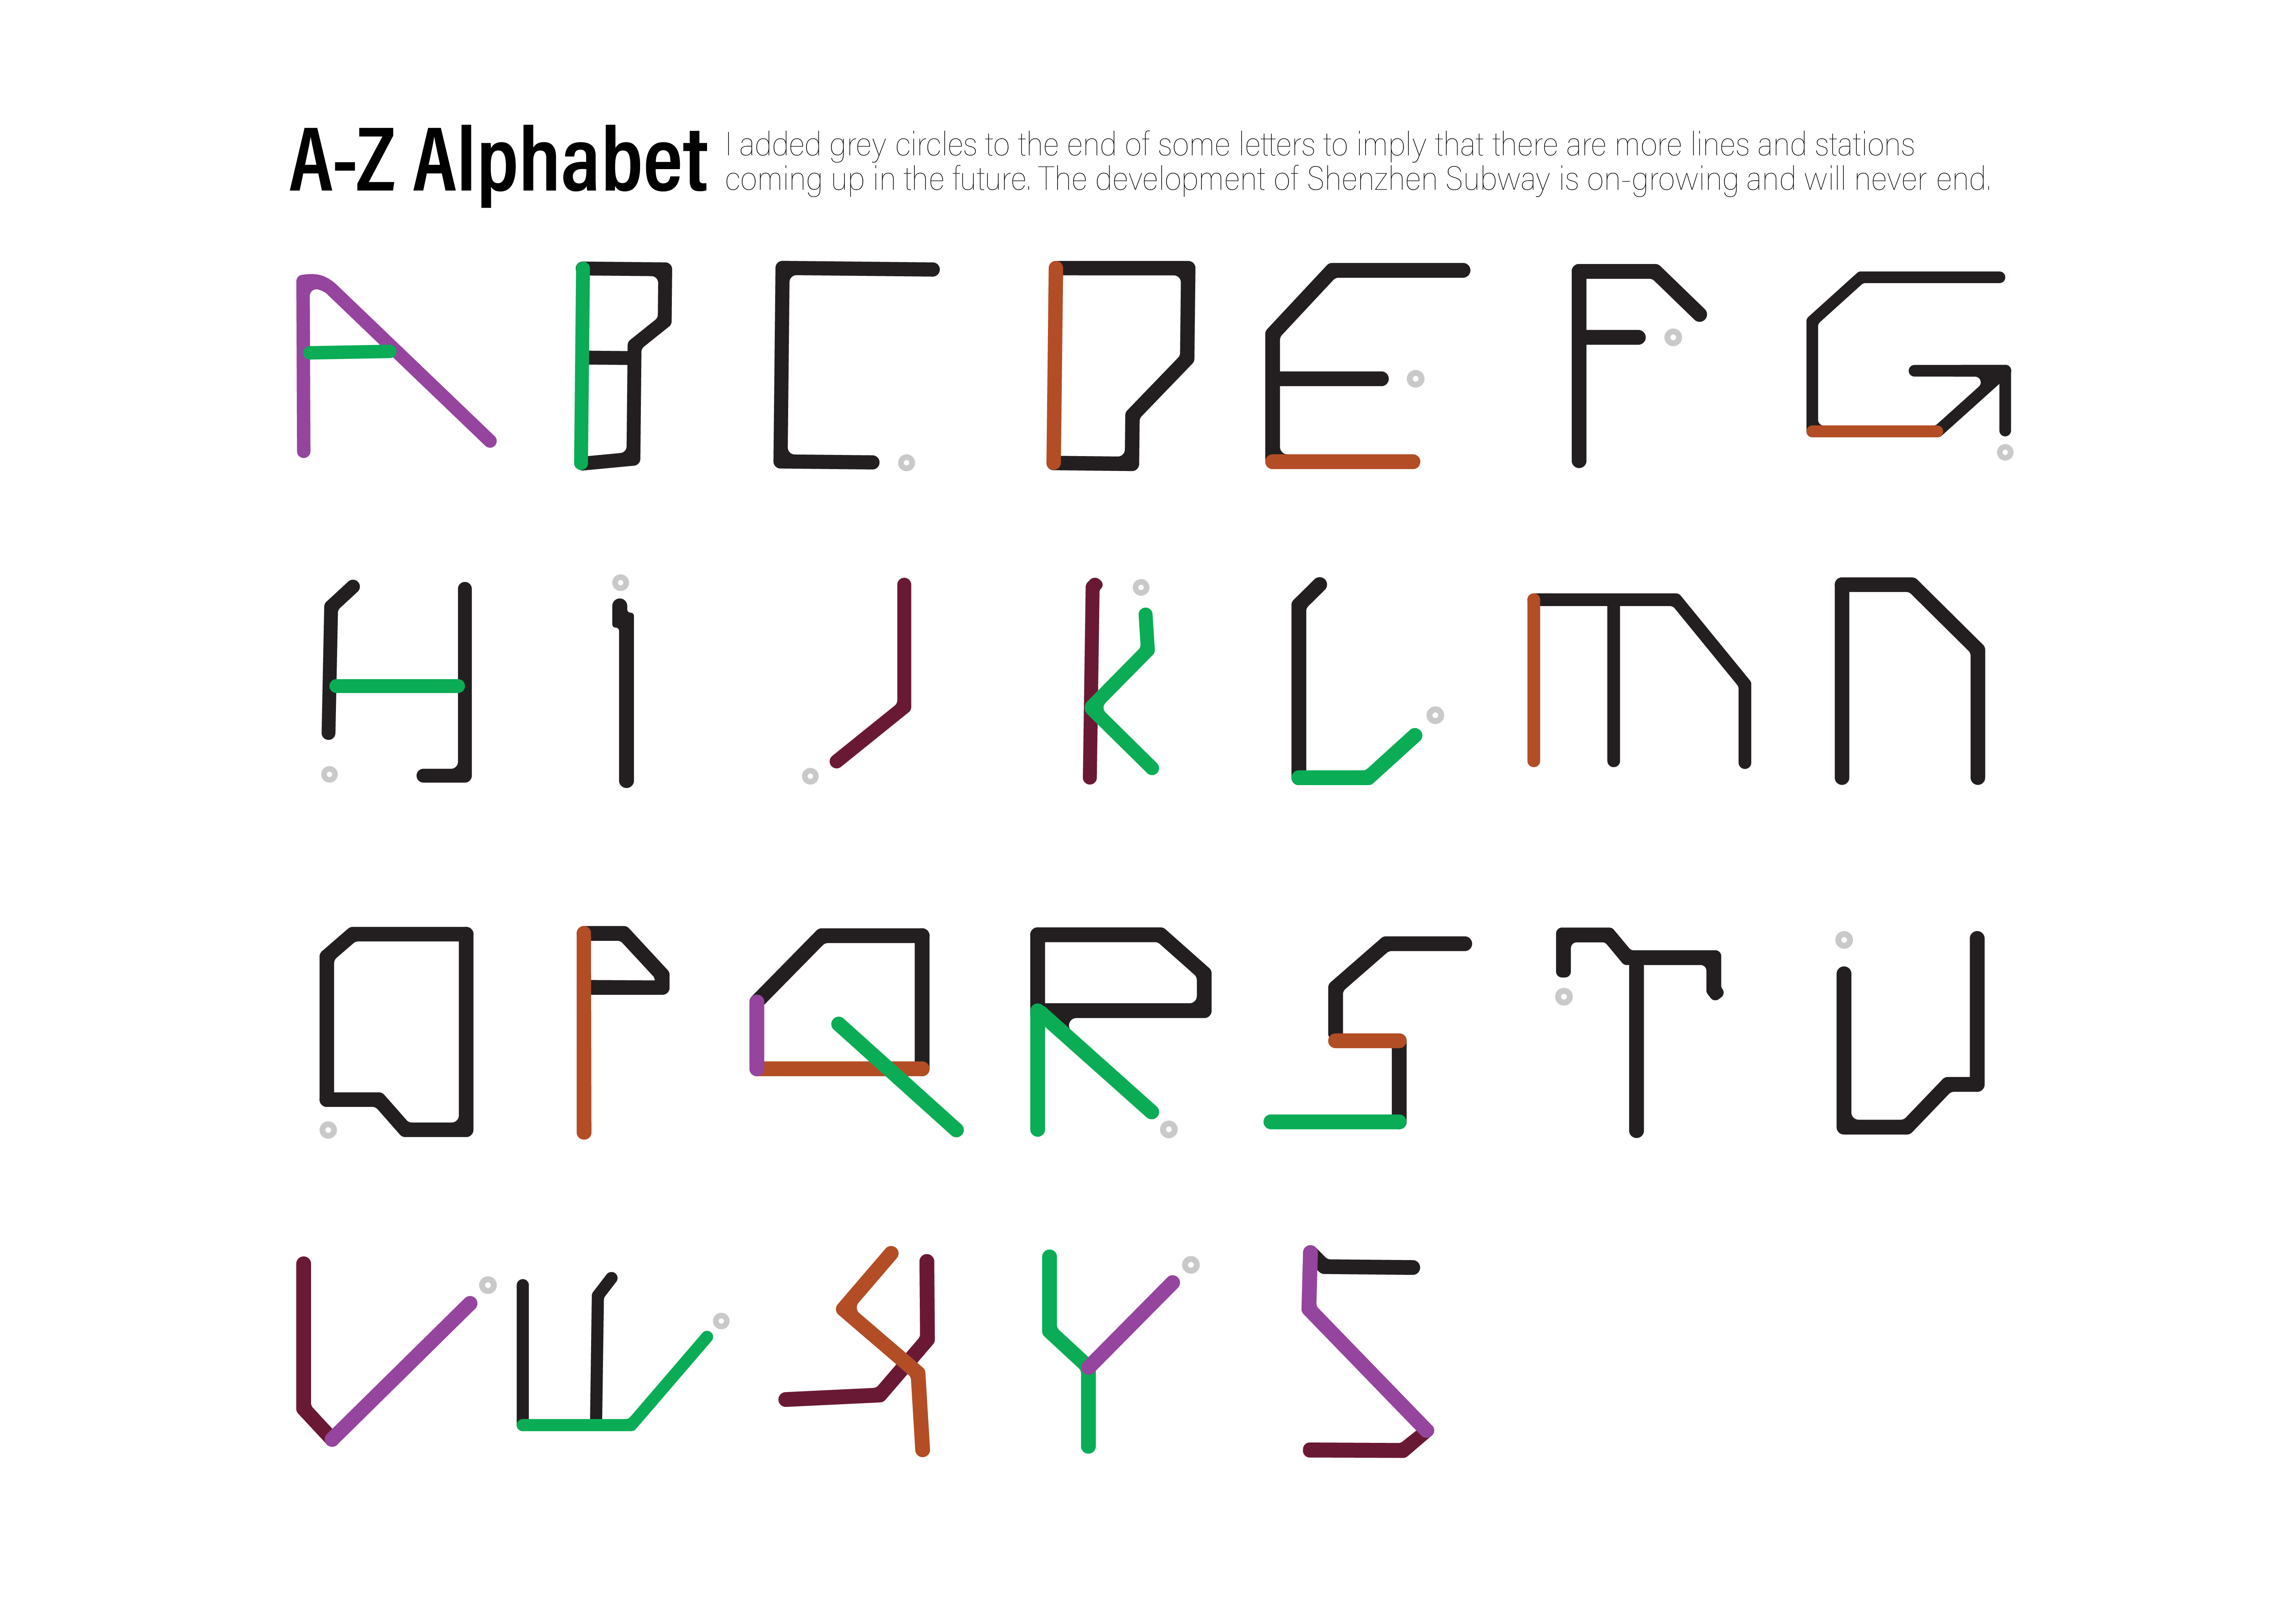 A-Z Alphabet
I added grey circles to the end of some letters to imply that there are more lines and stations
coming up in the future. The development of Shenzhen Subway is on-growing and will never end.
A B C D E F G
H i J K L M N
O P Q R S T U
V W X Y Z